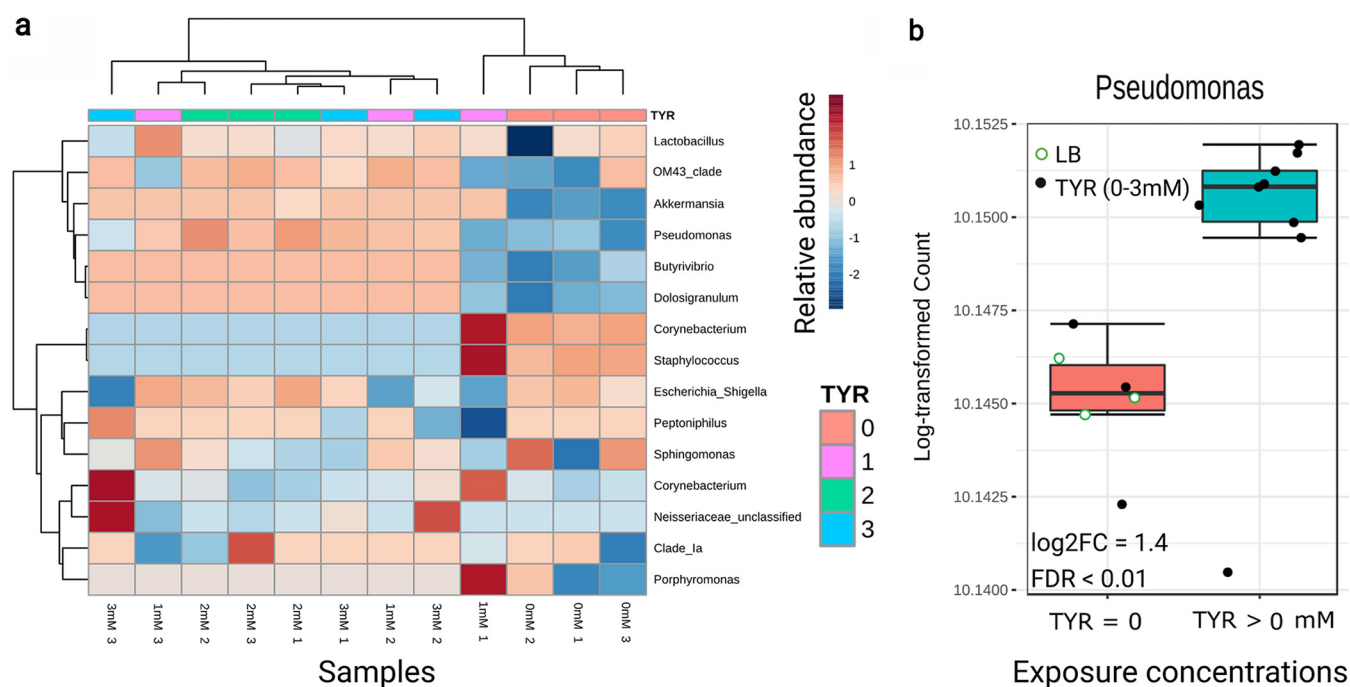 a
TYR
Lactobacillus
OM43_clade
Akkermansia
Pseudomonas
Butyrivibrio
Dolosigranulum
Corynebacterium
Staphylococcus
Escherichia_Shigella
Peptoniphilus
Sphingomonas
Corynebacterium
Neisseriaceae_unclassified
Clade_Ia
Porphyromonas
3mM 3
1mM 3
2mM 2
2mM 3
2mM 1
3mM 1
1mM 2
3mM 2
1mM 1
0mM 2
0mM 1
0mM 3
Samples
Relative abundance
1
0
-1
-2
TYR
0
1
2
3
b
Pseudomonas
Log-transformed Count
10.1525
10.1500
10.1475
10.1450
10.1425
10.1400
LB
TYR (0-3mM)
log2FC = 1.4
FDR < 0.01
TYR = 0
TYR > 0 mM
Exposure concentrations